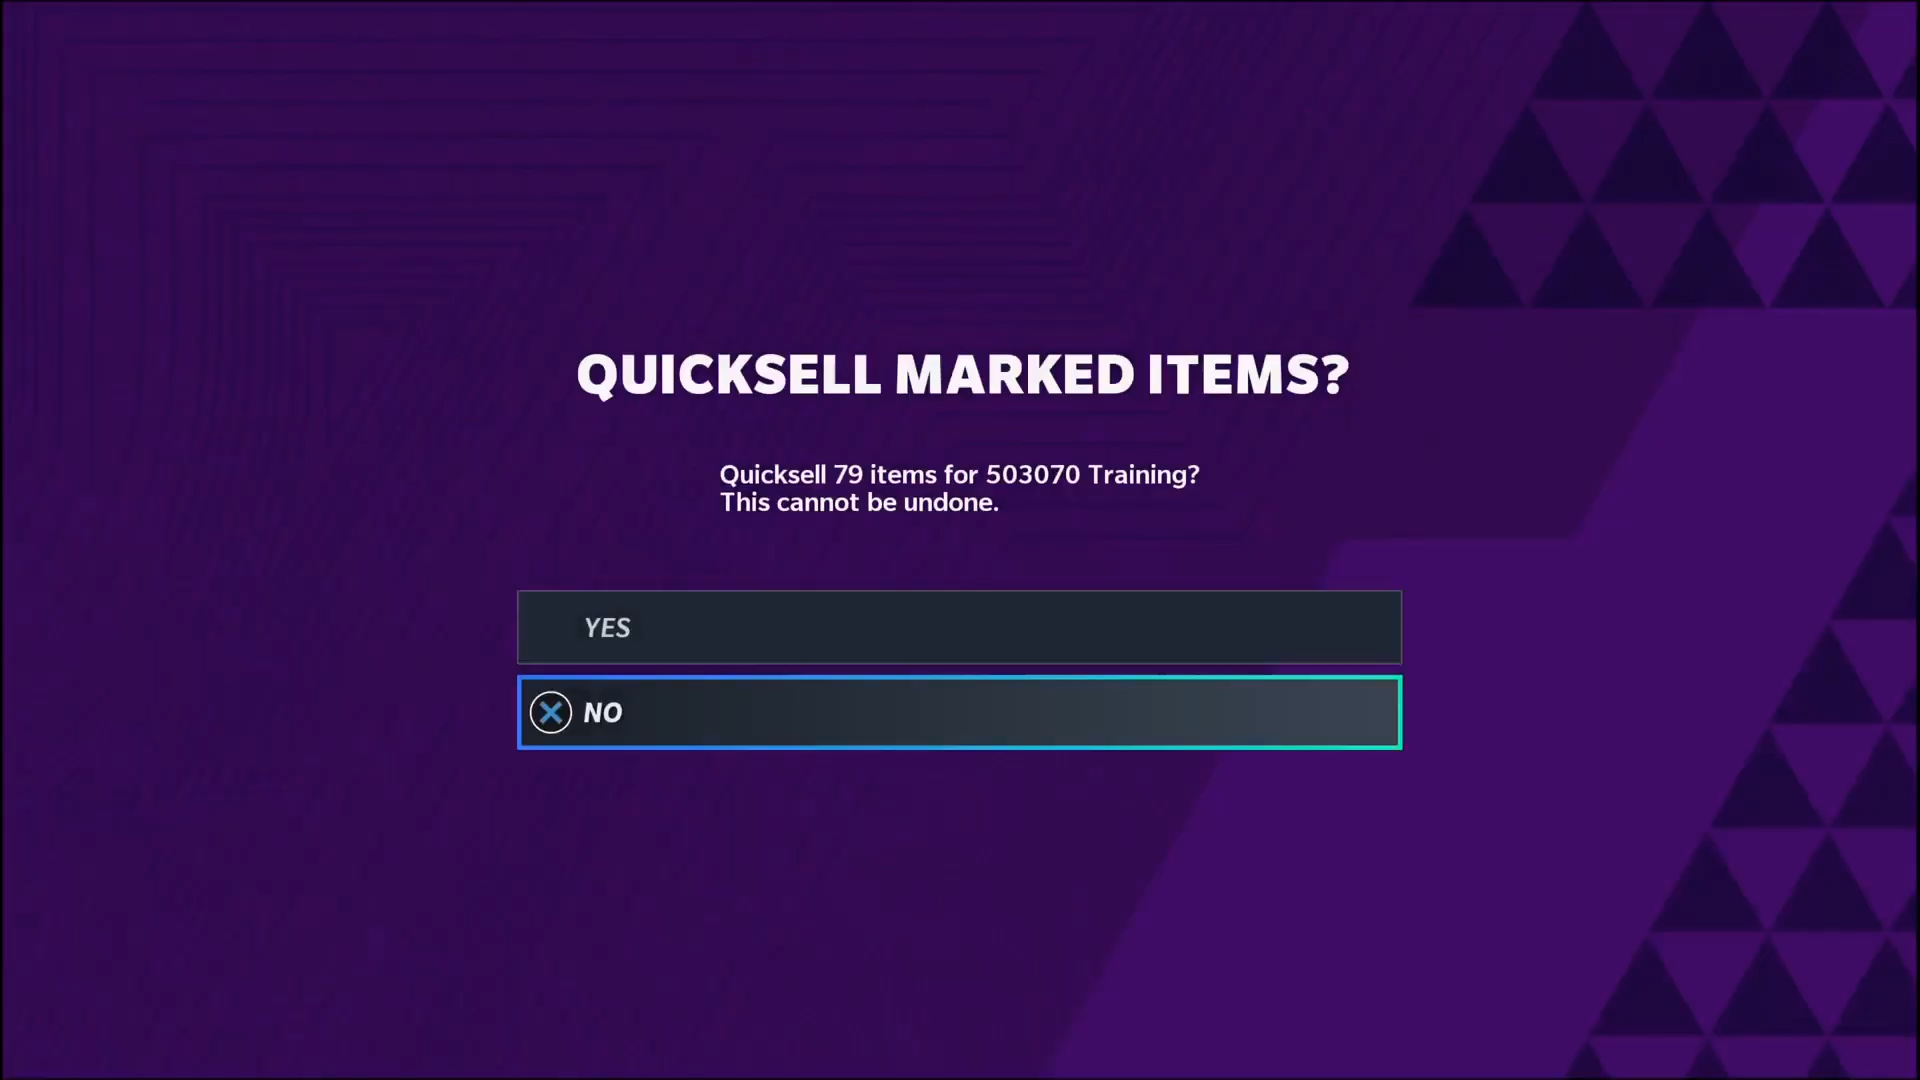 QUICKSELL MARKED ITEMS?
Quicksell 79 items for 503070 Training?
This cannot be undone.
YES
NO